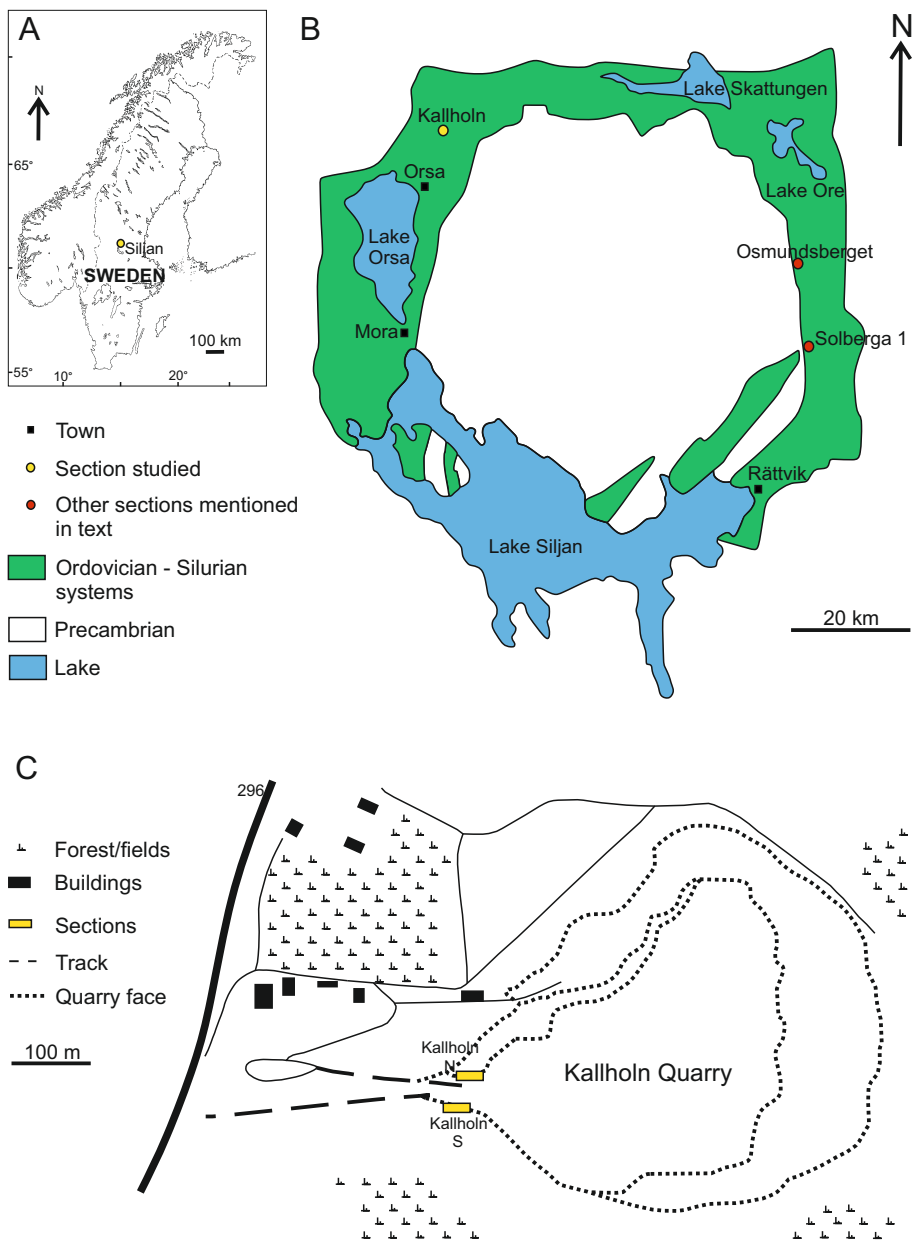 A
N
65°
Siljan
SWEDEN
100 km
55°
10°
20°
Town
Section studied
Other sections mentioned
in text
Ordovician - Silurian
systems
Precambrian
Lake
B
N
Lake Skattungen
Kallholn
Orsa
Lake Ore
Lake
Orsa
Osmundsberget
Mora
Solberga 1
Rättvik
Lake Siljan
20 km
C
296
Forest/fields
Buildings
Sections
Track
Quarry face
100 m
Kallholn
N
Kallholn Quarry
Kallholn
S